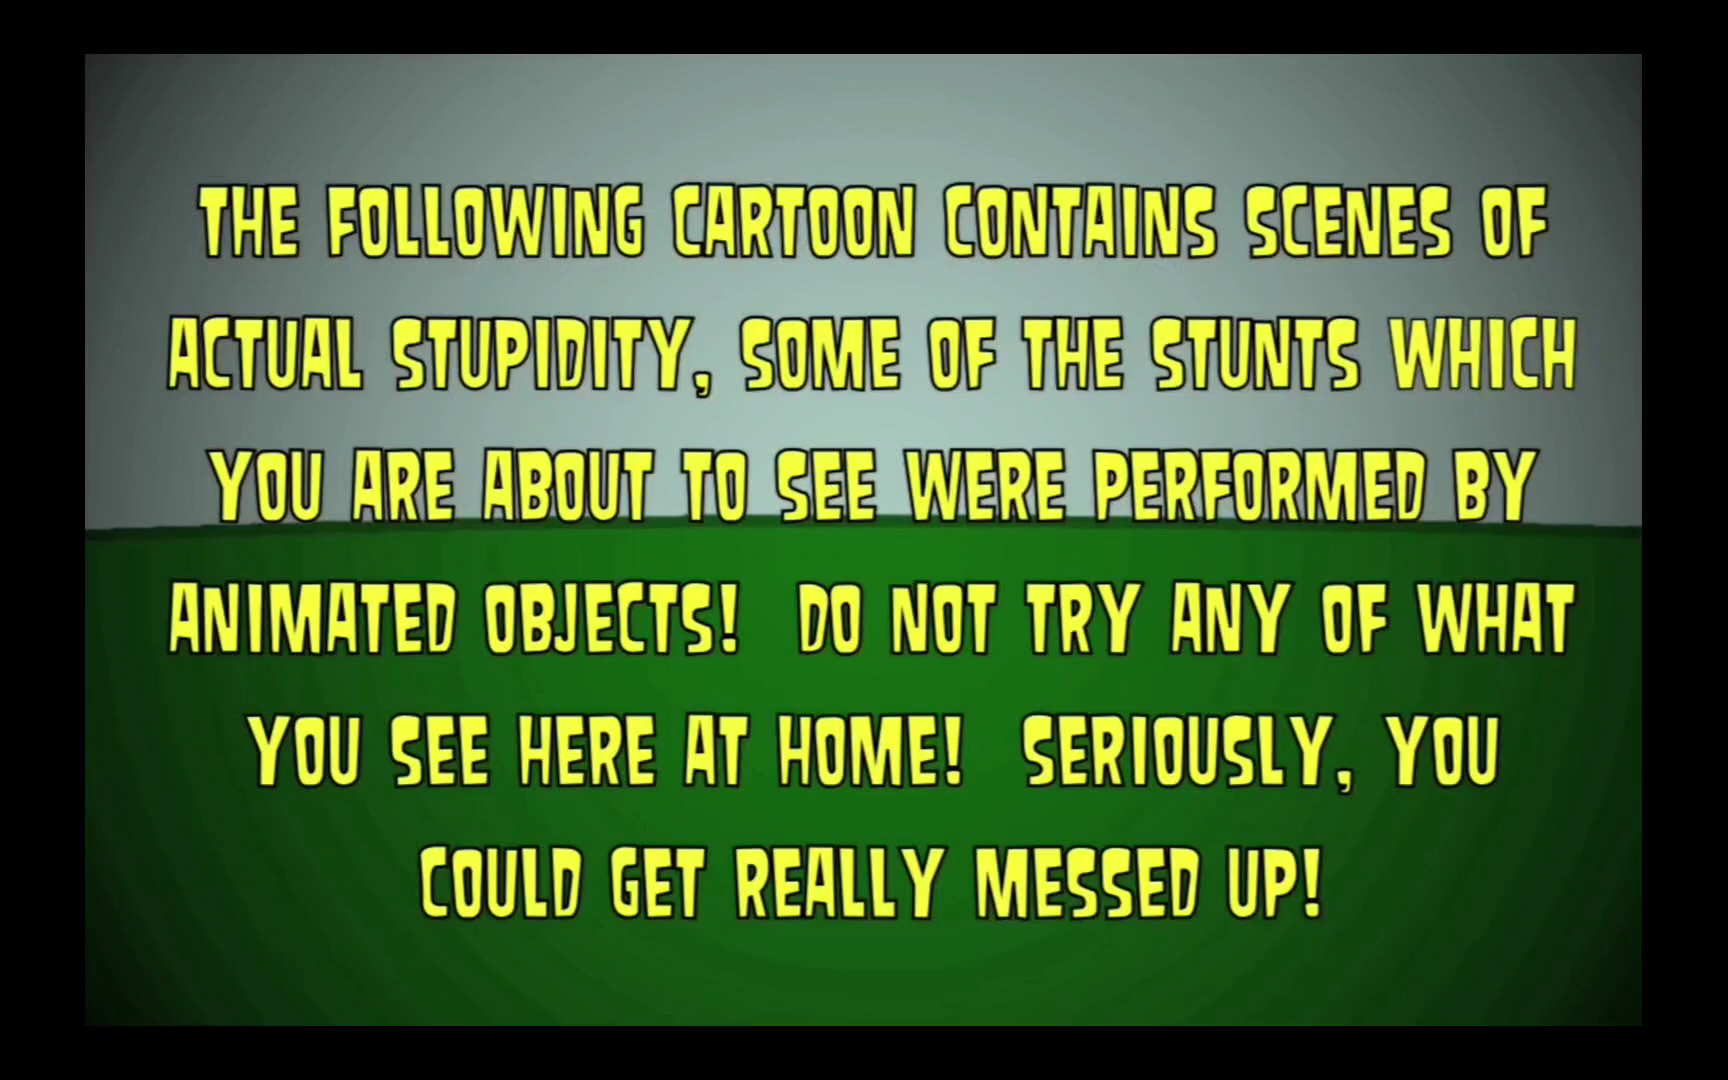 THE FOLLOWING CARTOON CONTAINS SCENES OF
ACTUAL STUPIDITY, SOME OF THE STUNTS WHICH
YOU ARE ABOUT TO SEE WERE PERFORMED BY
ANIMATED OBJECTS! DO NOT TRY ANY OF WHAT
YOU SEE HERE AT HOME! SERIOUSLY, YOU
COULD GET REALLY MESSED UP!